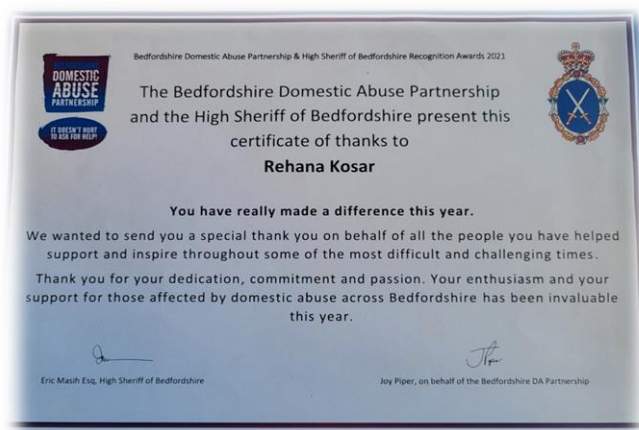 Bedfordshire Domestic Abuse Partnership & High Sheriff of Bedfordshire Recognition Awards 2021
BEDFORDSHIRE
DOMESTIC
ABUSE
PARTNERSHIP
IT DOESN'T HURT
TO ASK FOR HELP!
The Bedfordshire Domestic Abuse Partnership
and the High Sheriff of Bedfordshire present this
certificate of thanks to
Rehana Kosar
You have really made a difference this year.
We wanted to send you a special thank you on behalf of all the people you have helped
support and inspire throughout some of the most difficult and challenging times.
Thank you for your dedication, commitment and passion. Your enthusiasm and your
support for those affected by domestic abuse across Bedfordshire has been invaluable
this year.
Eric Masih Esq, High Sheriff of Bedfordshire
Joy Piper, on behalf of the Bedfordshire DA Partnership